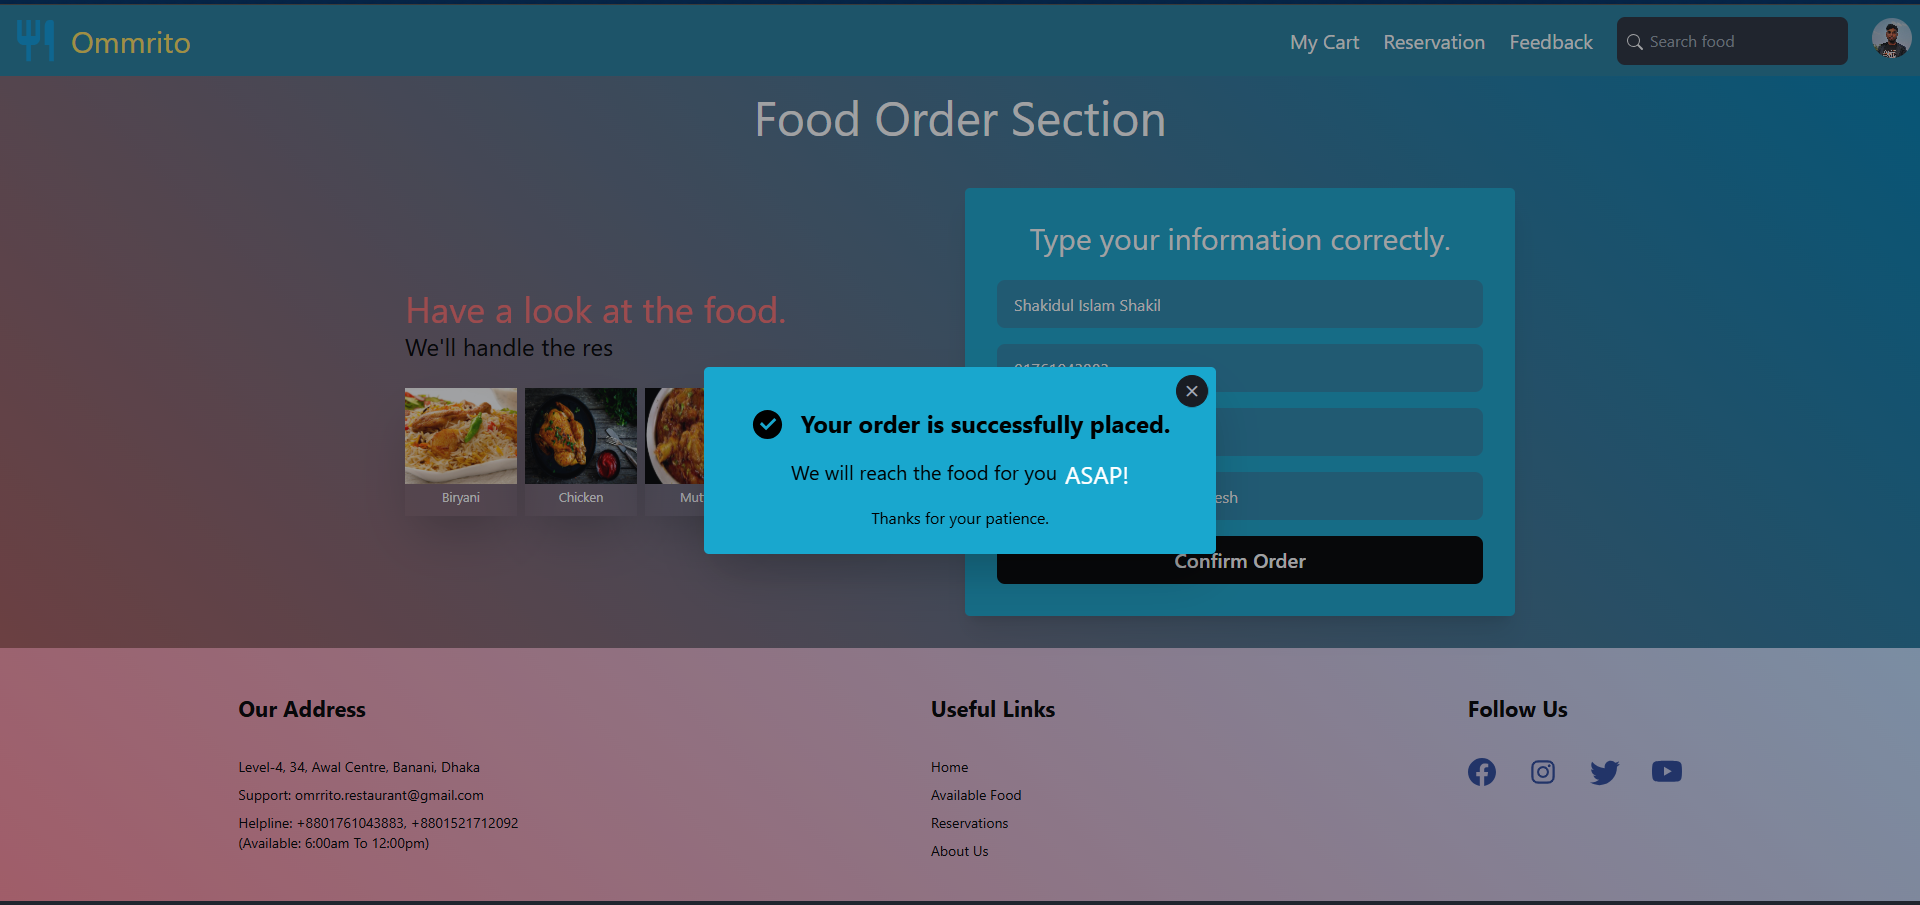 Ommrito
My Cart Reservation Feedback Search food
Food Order Section
Type your information correctly.
Shakidul Islam Shakil
Have a look at the food.
We'll handle the res
Biryani Chicken Mut
Your order is successfully placed.
We will reach the food for you ASAP!
Thanks for your patience.
esh
Confirm Order
Our Address
Level-4, 34, Awal Centre, Banani, Dhaka
Support: omrrito.restaurant@gmail.com
Helpline: +8801761043883, +8801521712092
(Available: 6:00am To 12:00pm)
Useful Links
Home
Available Food
Reservations
About Us
Follow Us